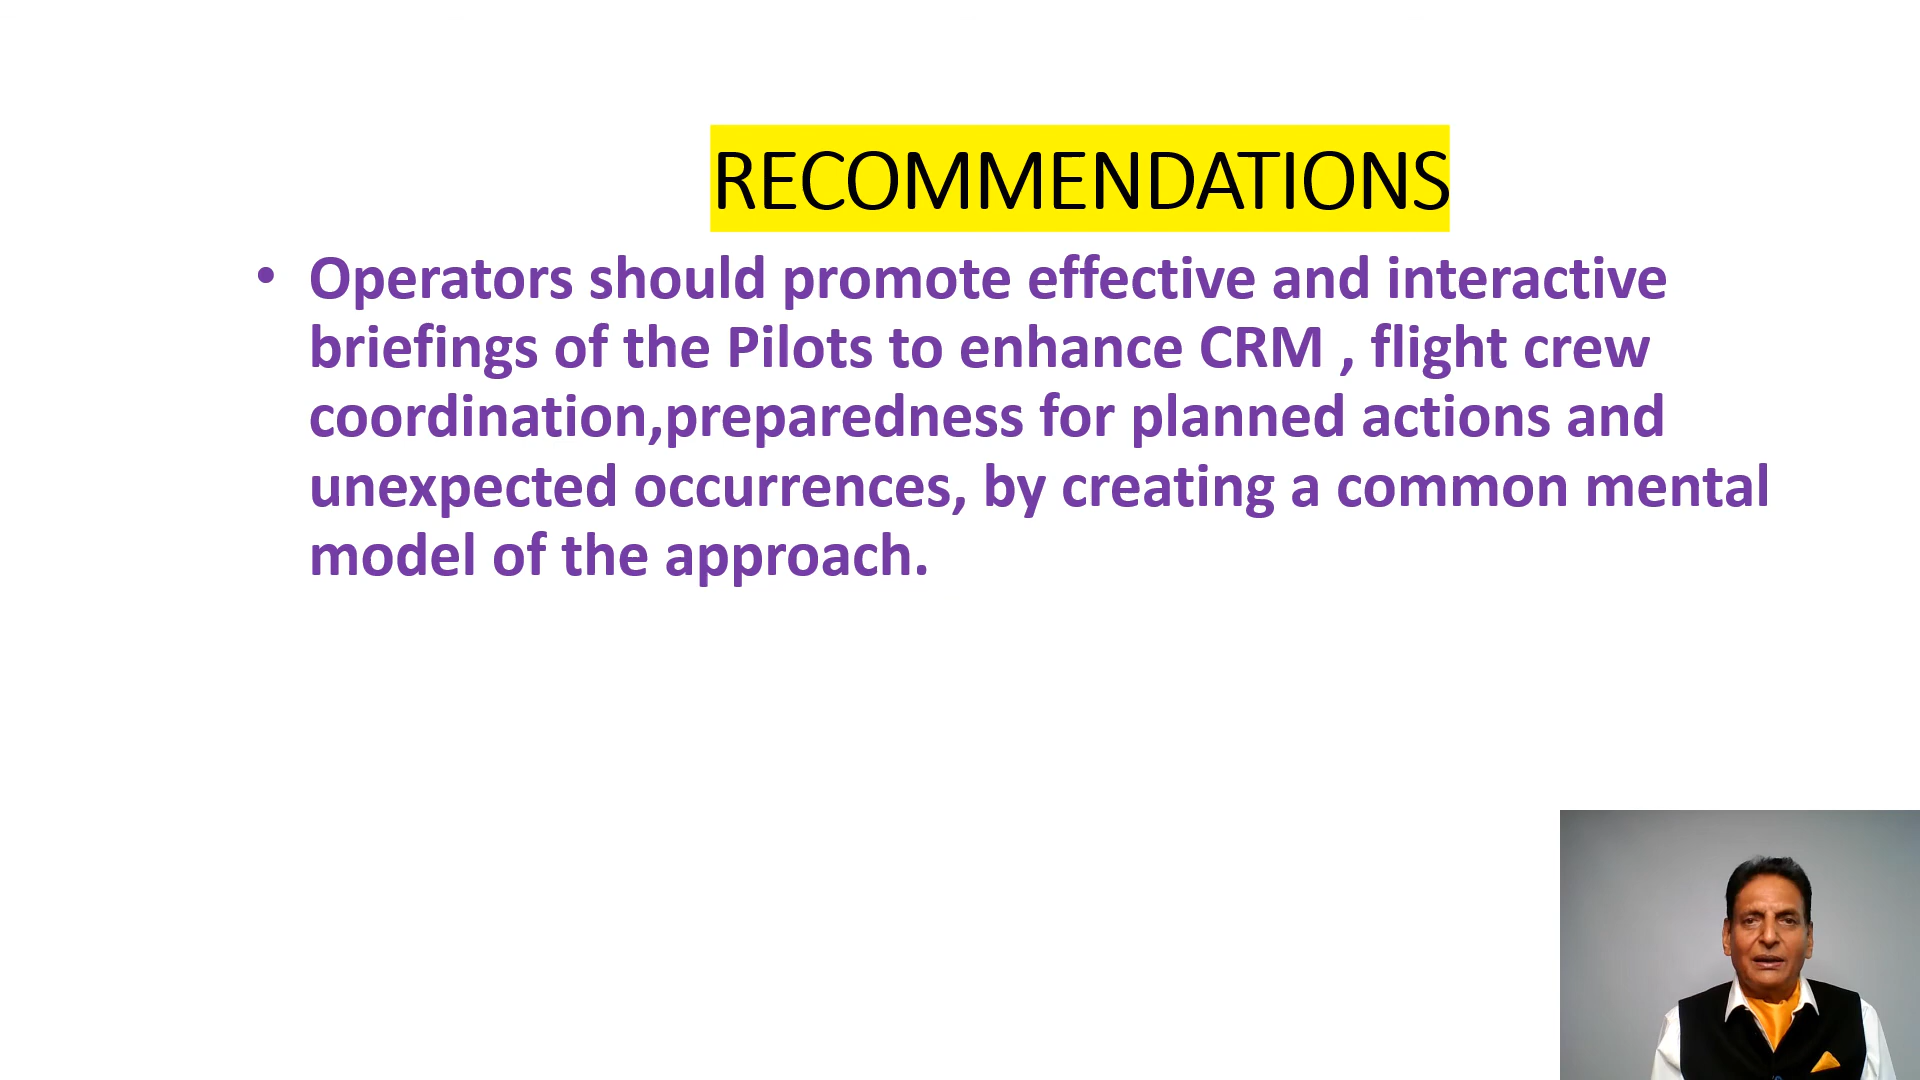 RECOMMENDATIONS
• Operators should promote effective and interactive
briefings of the Pilots to enhance CRM , flight crew
coordination,preparedness for planned actions and
unexpected occurrences, by creating a common mental
model of the approach.